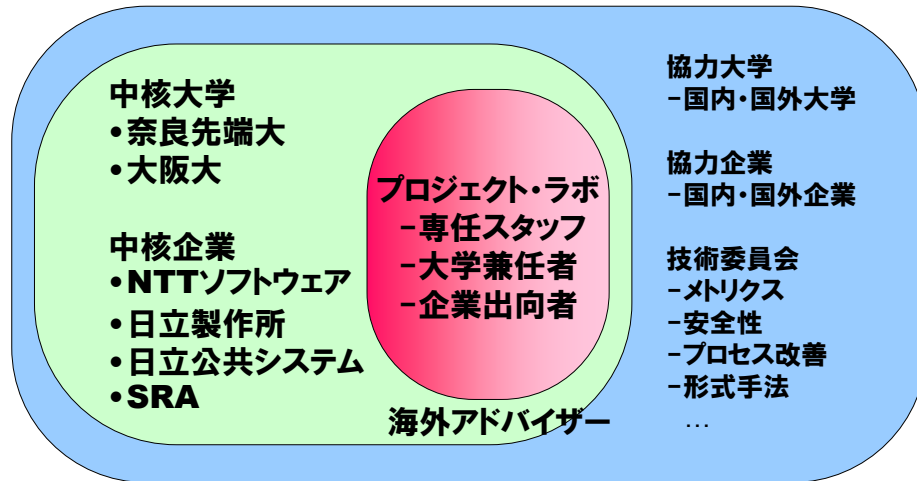 中核大学
•奈良先端大
•大阪大
中核企業
•NTTソフトウェア
•日立製作所
•日立公共システム
•SRA
プロジェクト・ラボ
-専任スタッフ
-大学兼任者
-企業出向者
海外アドバイザー
協力大学
-国内・国外大学
協力企業
-国内・国外企業
技術委員会
-メトリクス
-安全性
-プロセス改善
-形式手法
…